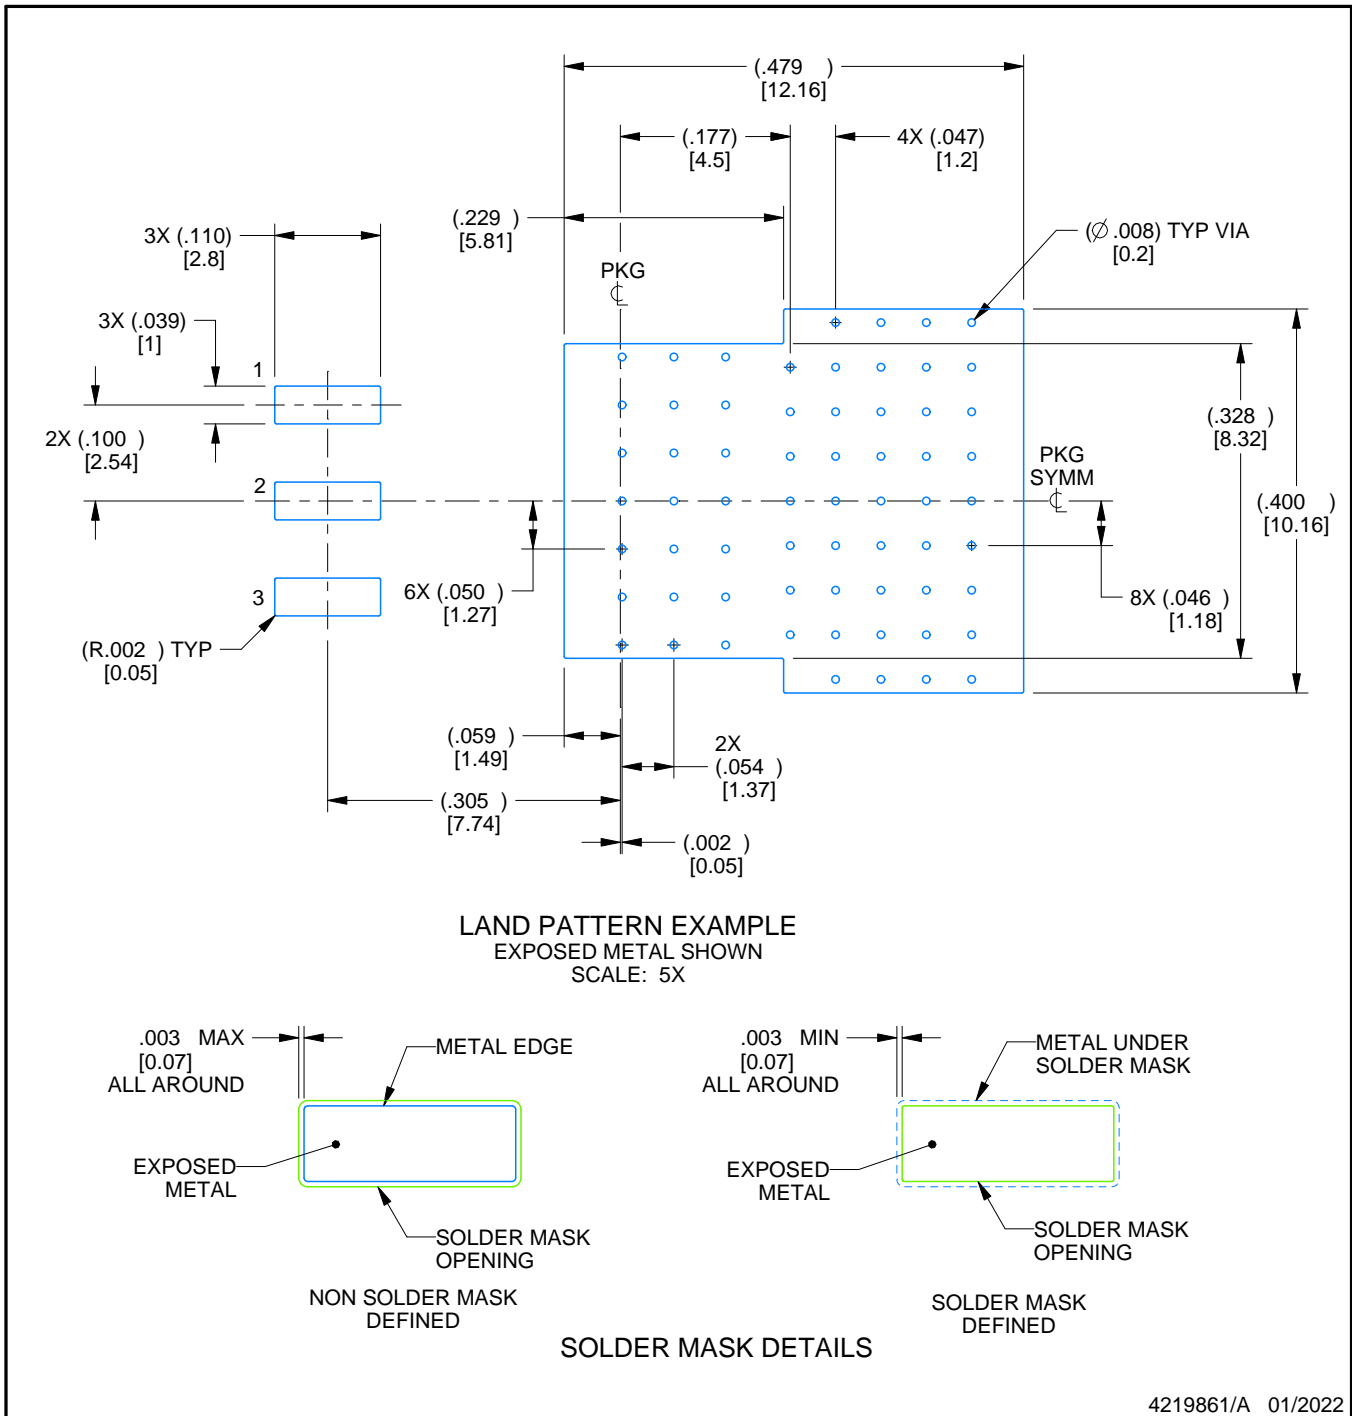 (.479 )
[12.16]
(.177)
[4.5]
4X (.047)
[1.2]
(.229 )
[5.81]
3X (.110)
[2.8]
(Ø .008) TYP VIA
[0.2]
PKG
℄
3X (.039)
[1]
1
2X (.100 )
[2.54]
(.328 )
[8.32]
PKG
SYMM
℄
2
(.400 )
[10.16]
6X (.050 )
[1.27]
8X (.046 )
[1.18]
3
(R.002 ) TYP
[0.05]
(.059 )
[1.49]
2X
(.054 )
[1.37]
(.305 )
[7.74]
(.002 )
[0.05]
LAND PATTERN EXAMPLE
EXPOSED METAL SHOWN
SCALE: 5X
.003 MAX
[0.07]
ALL AROUND
METAL EDGE
EXPOSED
METAL
SOLDER MASK
OPENING
NON SOLDER MASK
DEFINED
.003 MIN
[0.07]
ALL AROUND
METAL UNDER
SOLDER MASK
EXPOSED
METAL
SOLDER MASK
OPENING
SOLDER MASK
DEFINED
SOLDER MASK DETAILS
4219861/A 01/2022